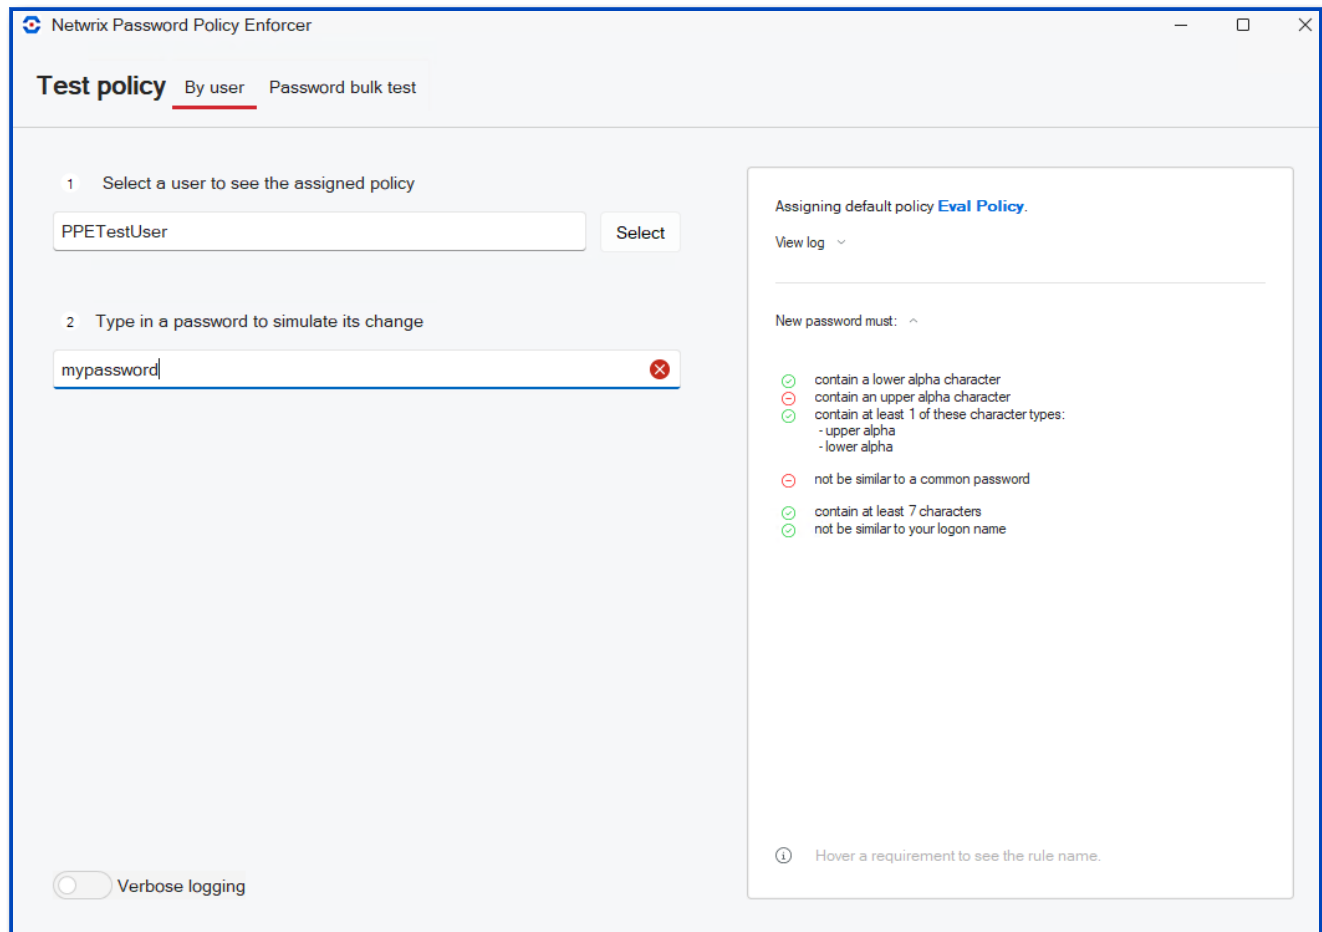 Netwrix Password Policy Enforcer
Test policy By user Password bulk test
1 Select a user to see the assigned policy
PPETestUser Select
2 Type in a password to simulate its change
mypassword
Verbose logging
Assigning default policy Eval Policy.
View log
New password must:
contain a lower alpha character
contain an upper alpha character
contain at least 1 of these character types:
- upper alpha
- lower alpha
not be similar to a common password
contain at least 7 characters
not be similar to your logon name
Hover a requirement to see the rule name.